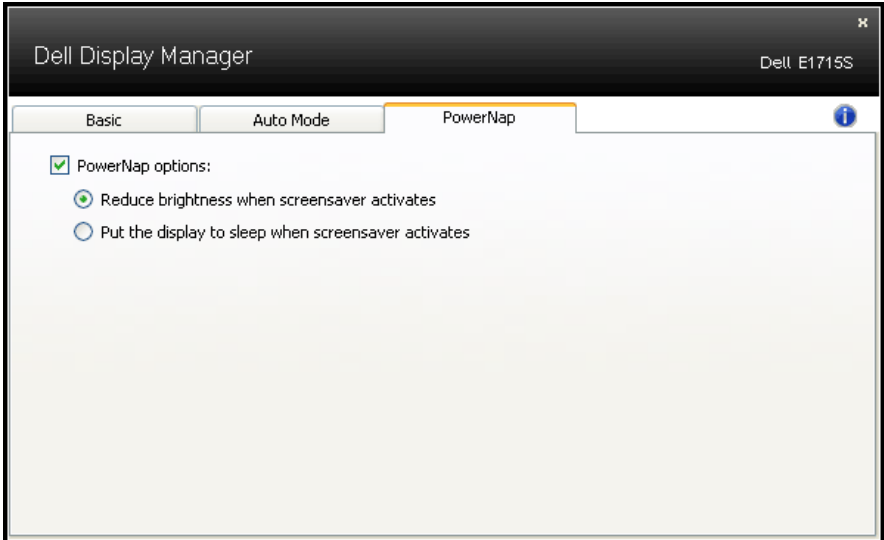 Dell Display Manager
Dell E1715S
Basic
Auto Mode
PowerNap
PowerNap options:
Reduce brightness when screensaver activates
Put the display to sleep when screensaver activates